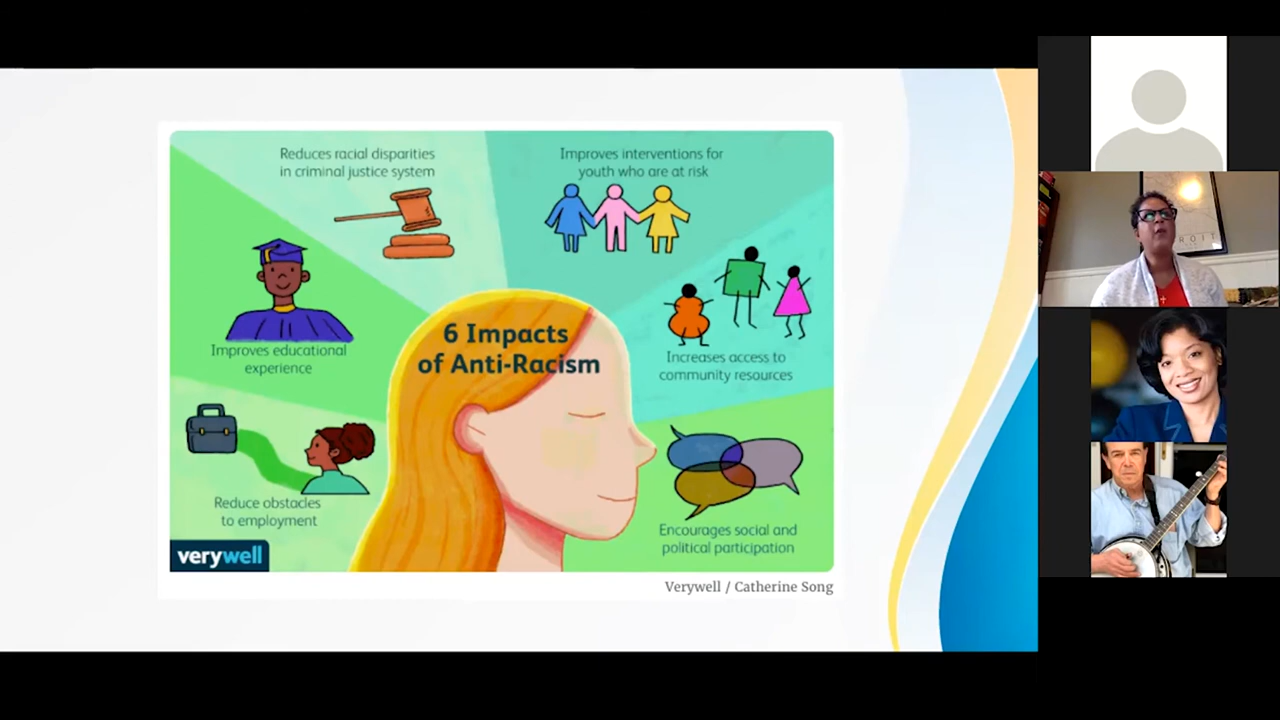 Reduces racial disparities
in criminal justice system
Improves interventions for
youth who are at risk
6 Impacts
of Anti-Racism
Improves educational
experience
Increases access to
community resources
Reduce obstacles
to employment
Encourages social and
political participation
verywell
Verywell / Catherine Song
ROIT